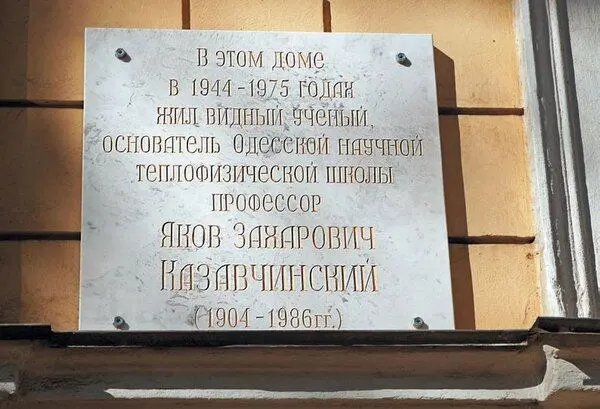 В этом доме
в 1944-1975 годах
жил видный ученый,
основатель Одесской научной
теплофизической школы
профессор
Яков Захарович
Казавчинский
(1904-1986гг.)